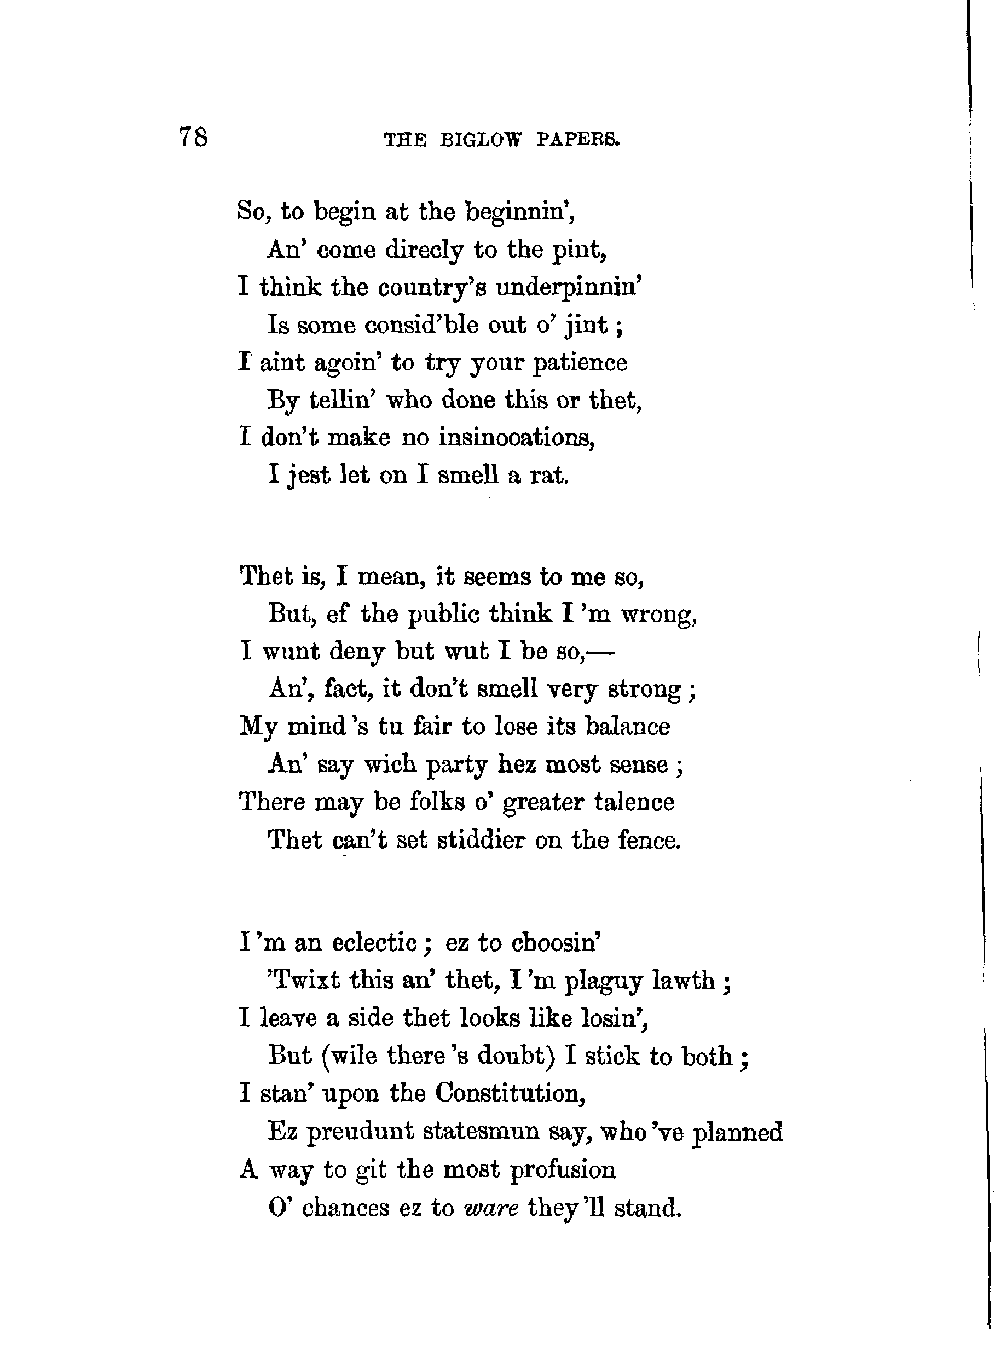 78 THE BIGLOW PAPERS.
So, to begin at the beginnin',
An' come direcly to the pint,
I think the country's underpinnin'
Is some consid'ble out o' jint ;
I aint agoin' to try your patience
By tellin' who done this or thet,
I don't make no insinooations,
I jest let on I smell a rat.
Thet is, I mean, it seems to me so,
But, ef the public think I 'm wrong,
I wunt deny but wut I be so,—
An', fact, it don't smell very strong ;
My mind 's tu fair to lose its balance
An' say wich party hez most sense ;
There may be folks o' greater talence
Thet can't set stiddier on the fence.
I 'm an eclectic ; ez to choosin'
'Twixt this an' thet, I 'm plaguy lawth ;
I leave a side thet looks like losin',
But (wile there 's doubt) I stick to both ;
I stan' upon the Constitution,
Ez preudunt statesmun say, who 've planned
A way to git the most profusion
O' chances ez to ware they 'll stand.